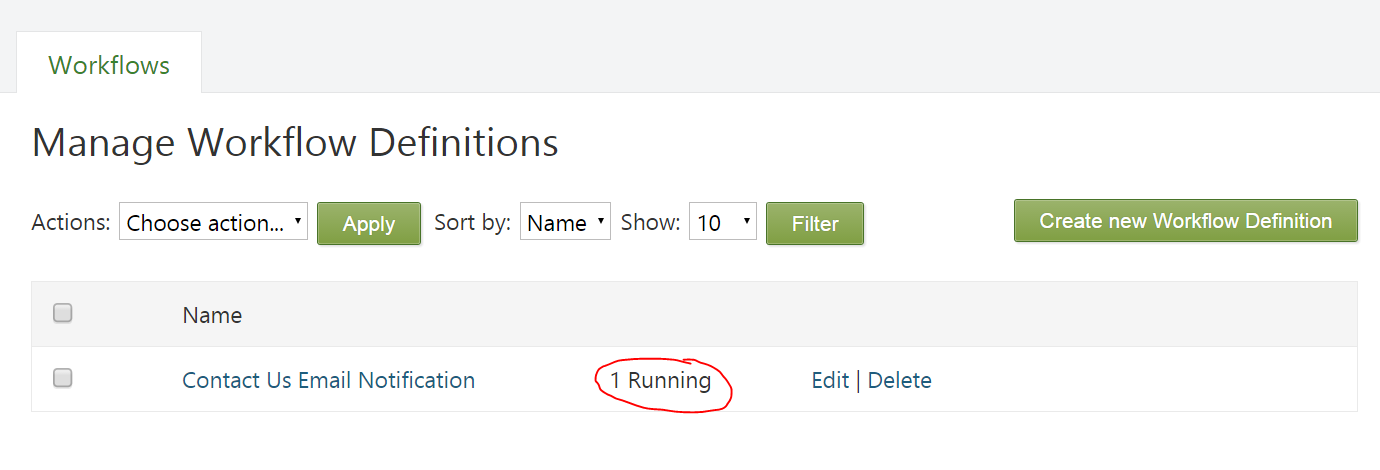 Workflows
Manage Workflow Definitions
Actions: Choose action... Apply Sort by: Name Show: 10 Filter Create new Workflow Definition
Name
Contact Us Email Notification 1 Running Edit | Delete